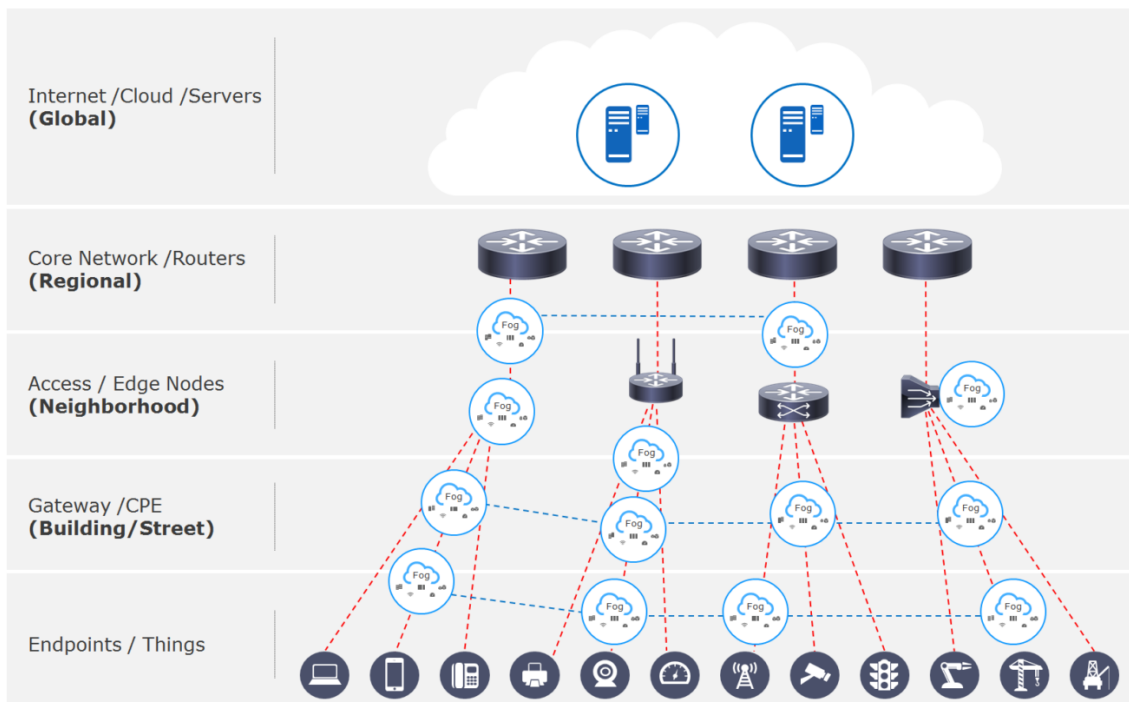 Internet /Cloud /Servers
(Global)
Core Network /Routers
(Regional)
Fog
Fog
Access / Edge Nodes
(Neighborhood)
Fog
Fog
Fog
Gateway /CPE
(Building/Street)
Fog
Fog
Fog
Fog
Fog
Fog
Fog
Fog
Endpoints / Things